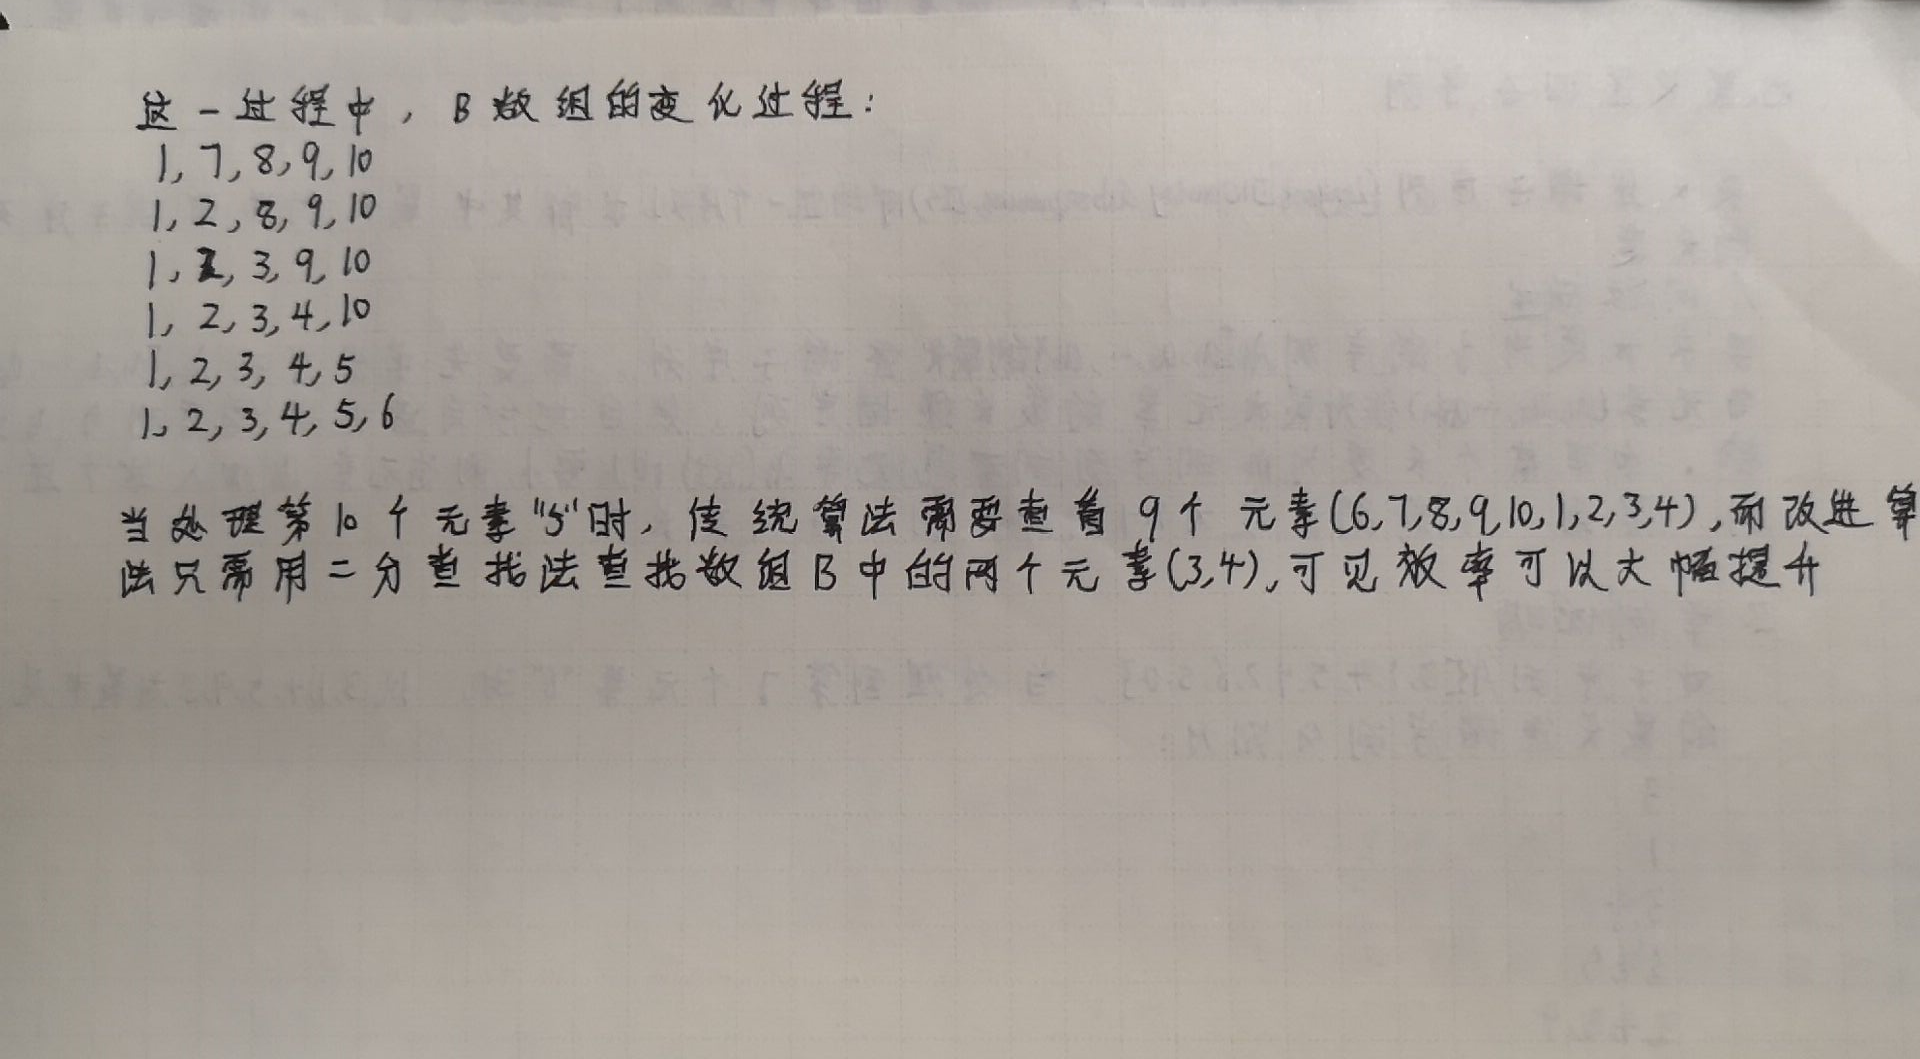 这一过程中，B数组的变化过程：
1,7,8,9,10
1,2,8,9,10
1,2,3,9,10
1,2,3,4,10
1,2,3,4,5
1,2,3,4,5,6
当处理第10个元素"5"时，传统算法需要查看9个元素(6,7,8,9,10,1,2,3,4),而改进算
法只需用二分查找法查找数组B中的两个元素(3,4),可见效率可以大幅提升